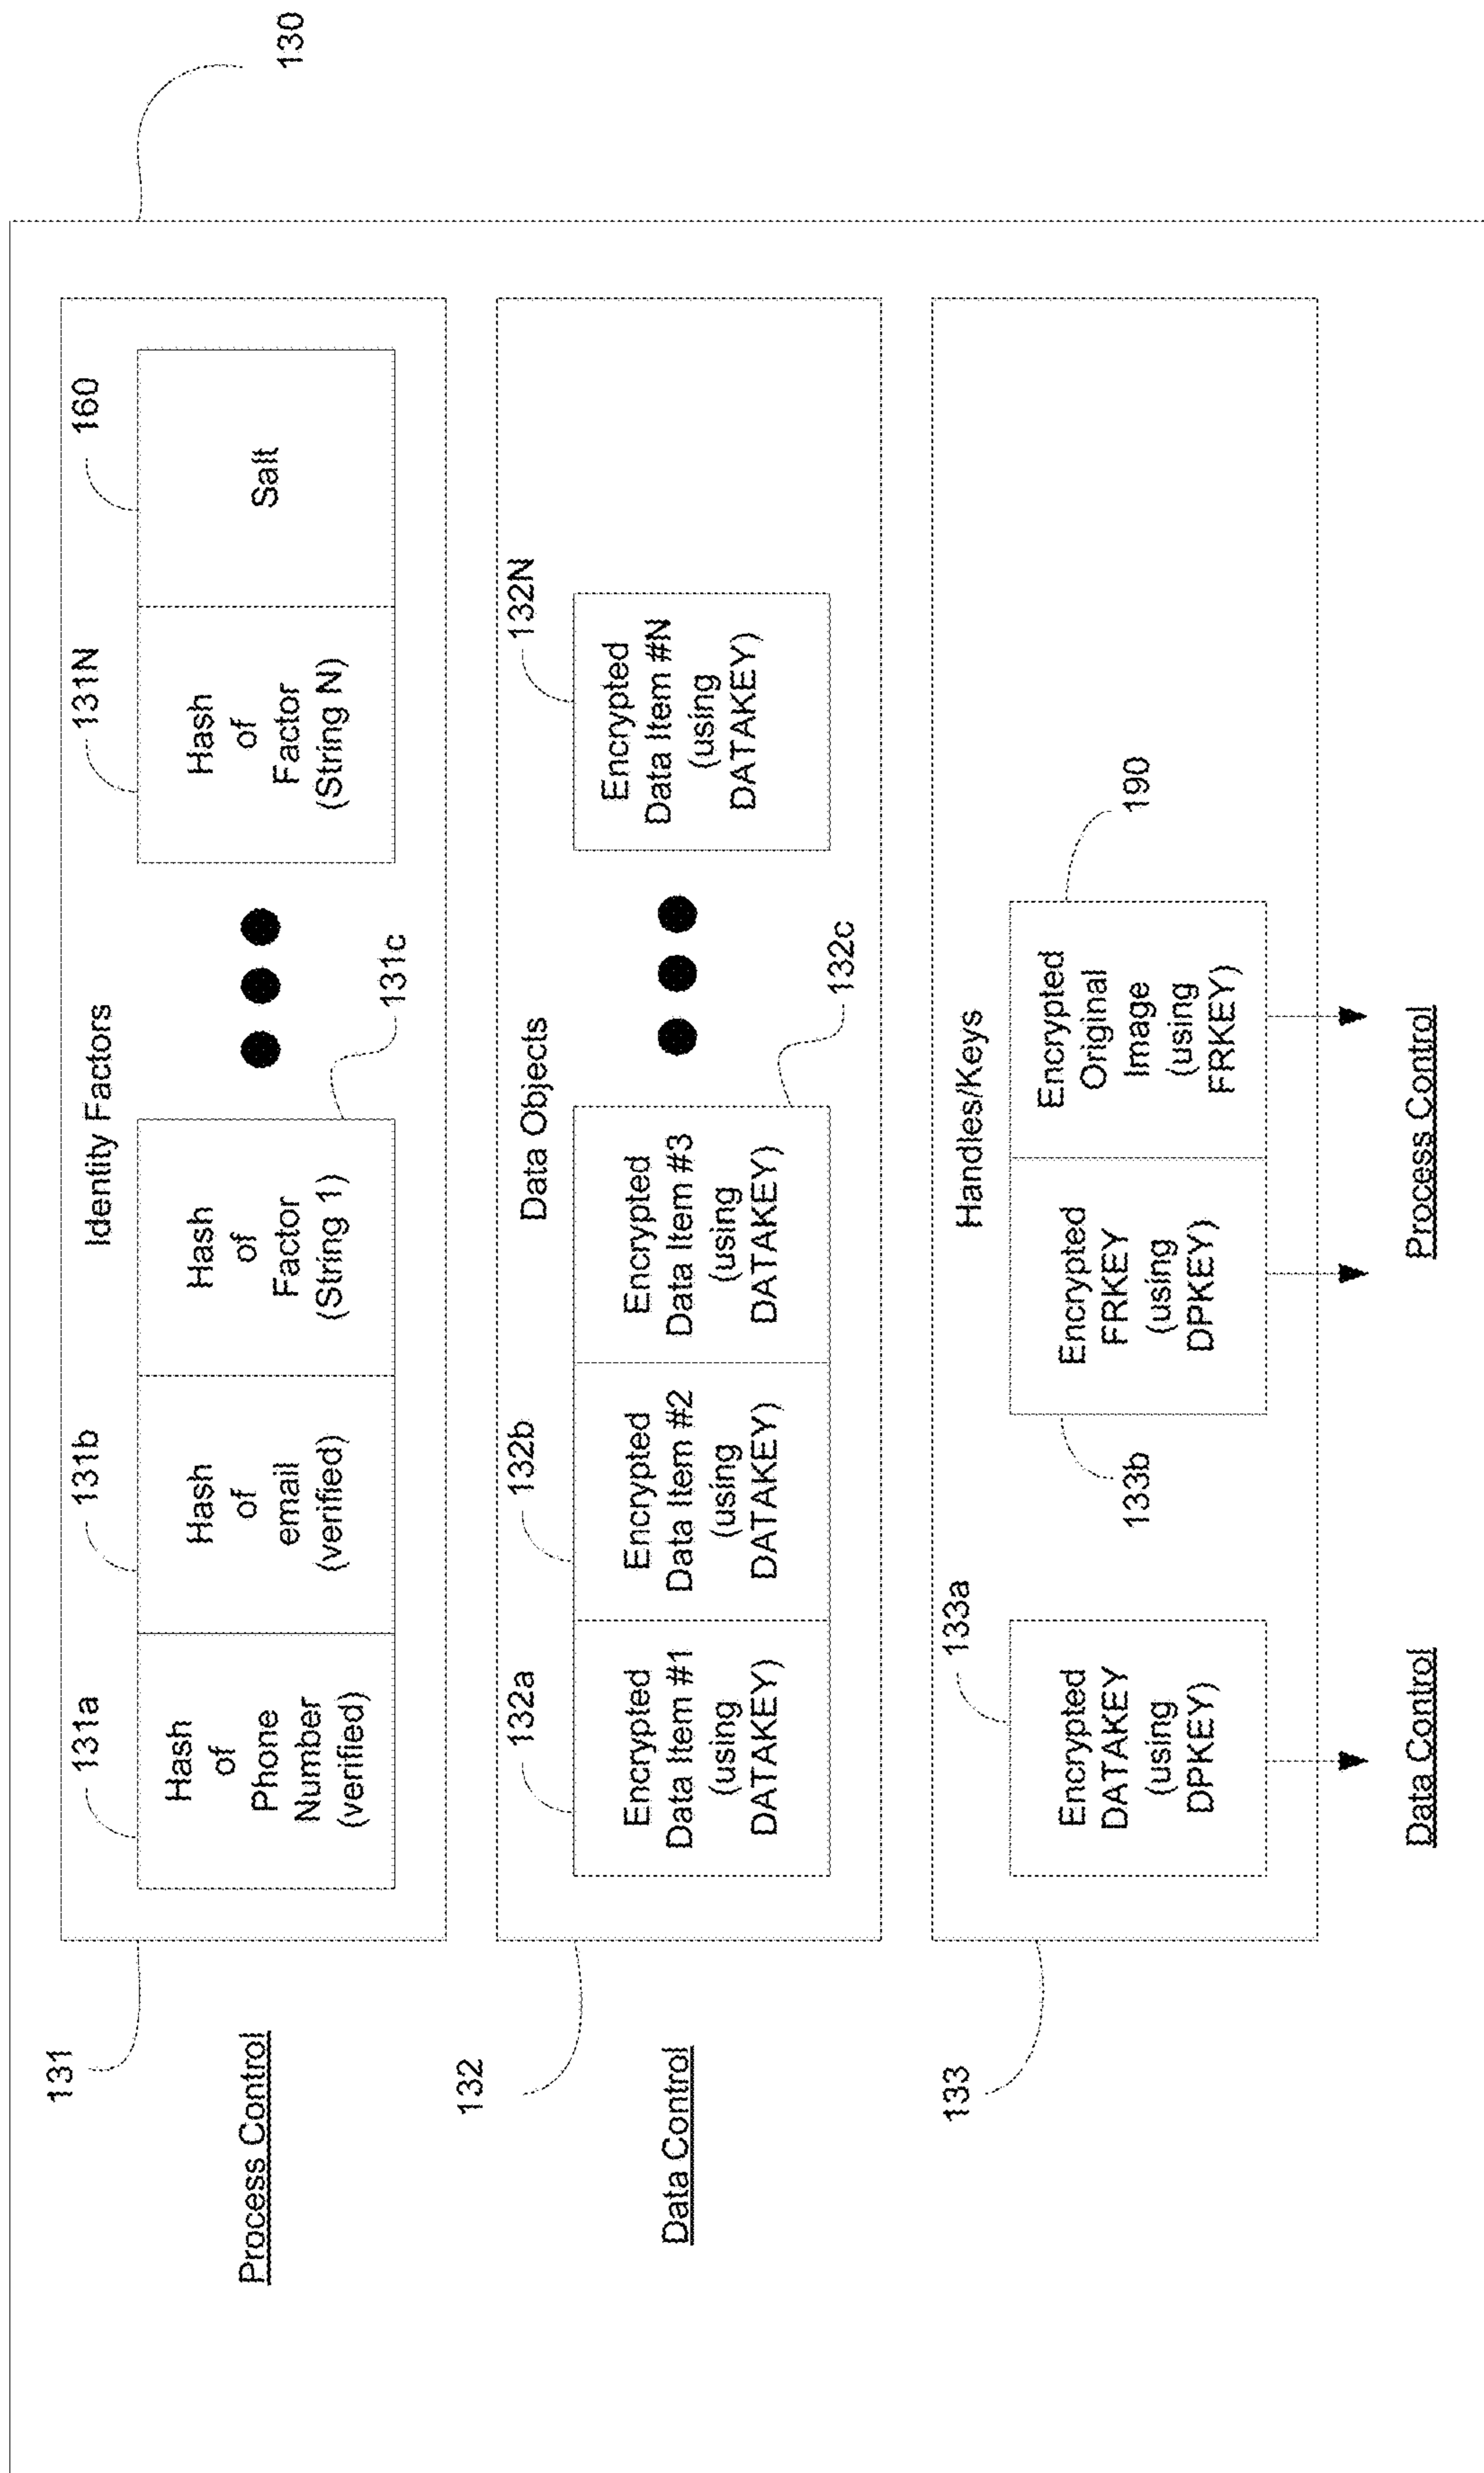 130
131
Process Control
Identity Factors
131a
Hash
of
Phone
Number
(verified)
131b
Hash
of
email
(verified)
131c
Hash
of
Factor
(String 1)
131N
Hash
of
Factor
(String N)
160
Salt
132
Data Control
Data Objects
132a
Encrypted
Data Item #1
(using
DATAKEY)
132b
Encrypted
Data Item #2
(using
DATAKEY)
132c
Encrypted
Data Item #3
(using
DATAKEY)
132N
Encrypted
Data Item #N
(using
DATAKEY)
133
Handles/Keys
133a
Encrypted
DATAKEY
(using
DPKEY)
133b
Encrypted
FRKEY
(using
DPKEY)
190
Encrypted
Original
Image
(using
FRKEY)
Data Control
Process Control